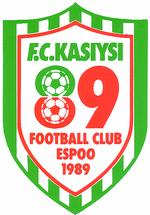 F.C. KASIYSI
89
FOOTBALL CLUB
ESPOO
1989